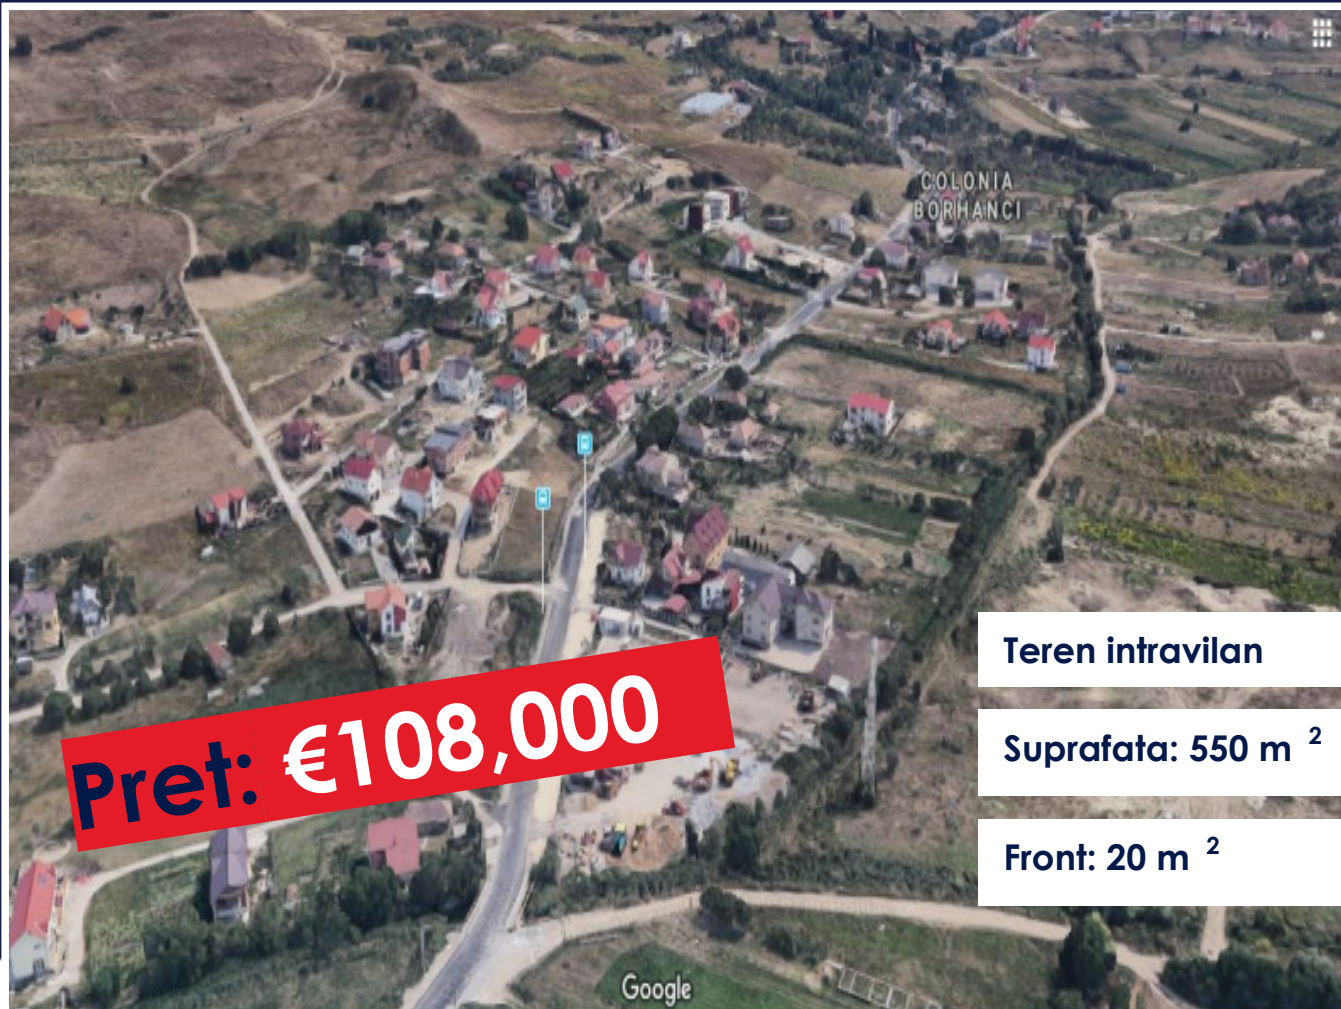 COLONIA
BORHANCI
Teren intravilan
Pret: €108,000
Suprafata: 550 m ²
Front: 20 m ²
Google